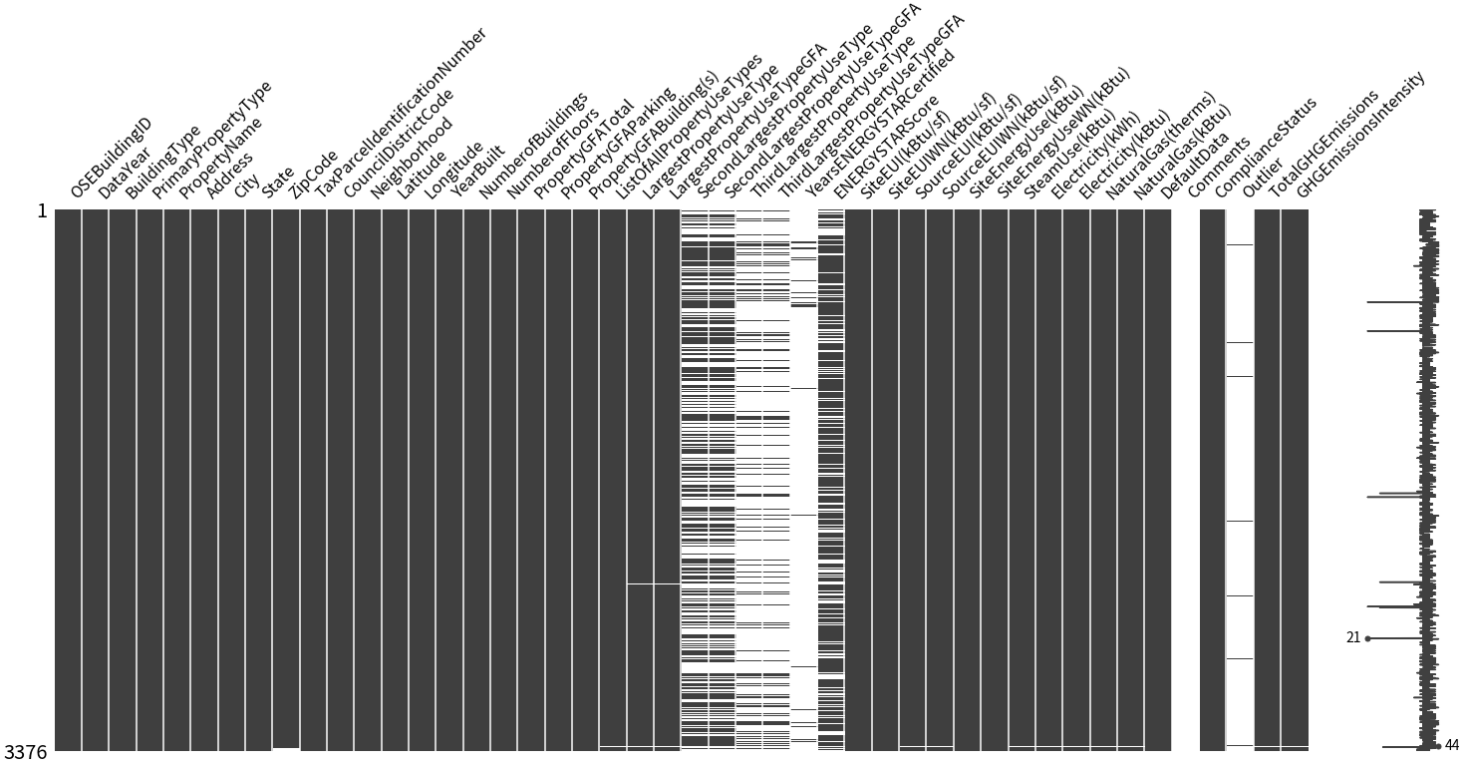 OSEBuildingID
DataYear
BuildingType
PrimaryPropertyType
PropertyName
Address
City
State
ZipCode
TaxParcelIdentificationNumber
CouncilDistrictCode
Neighborhood
Latitude
Longitude
YearBuilt
NumberofBuildings
NumberofFloors
PropertyGFATotal
PropertyGFAParking
PropertyGFABuilding(s)
ListOfAllPropertyUseTypes
LargestPropertyUseType
LargestPropertyUseTypeGFA
SecondLargestPropertyUseType
SecondLargestPropertyUseTypeGFA
ThirdLargestPropertyUseType
ThirdLargestPropertyUseTypeGFA
YearsENERGYSTARCertified
ENERGYSTARScore
SiteEUI(kBtu/sf)
SiteEUIWN(kBtu/sf)
SourceEUI(kBtu/sf)
SourceEUIWN(kBtu/sf)
SiteEnergyUse(kBtu)
SiteEnergyUseWN(kBtu)
SteamUse(kBtu)
Electricity(kWh)
Electricity(kBtu)
NaturalGas(therms)
NaturalGas(kBtu)
DefaultData
Comments
ComplianceStatus
Outlier
TotalGHGEmissions
GHGEmissionsIntensity
1
21
3376
44